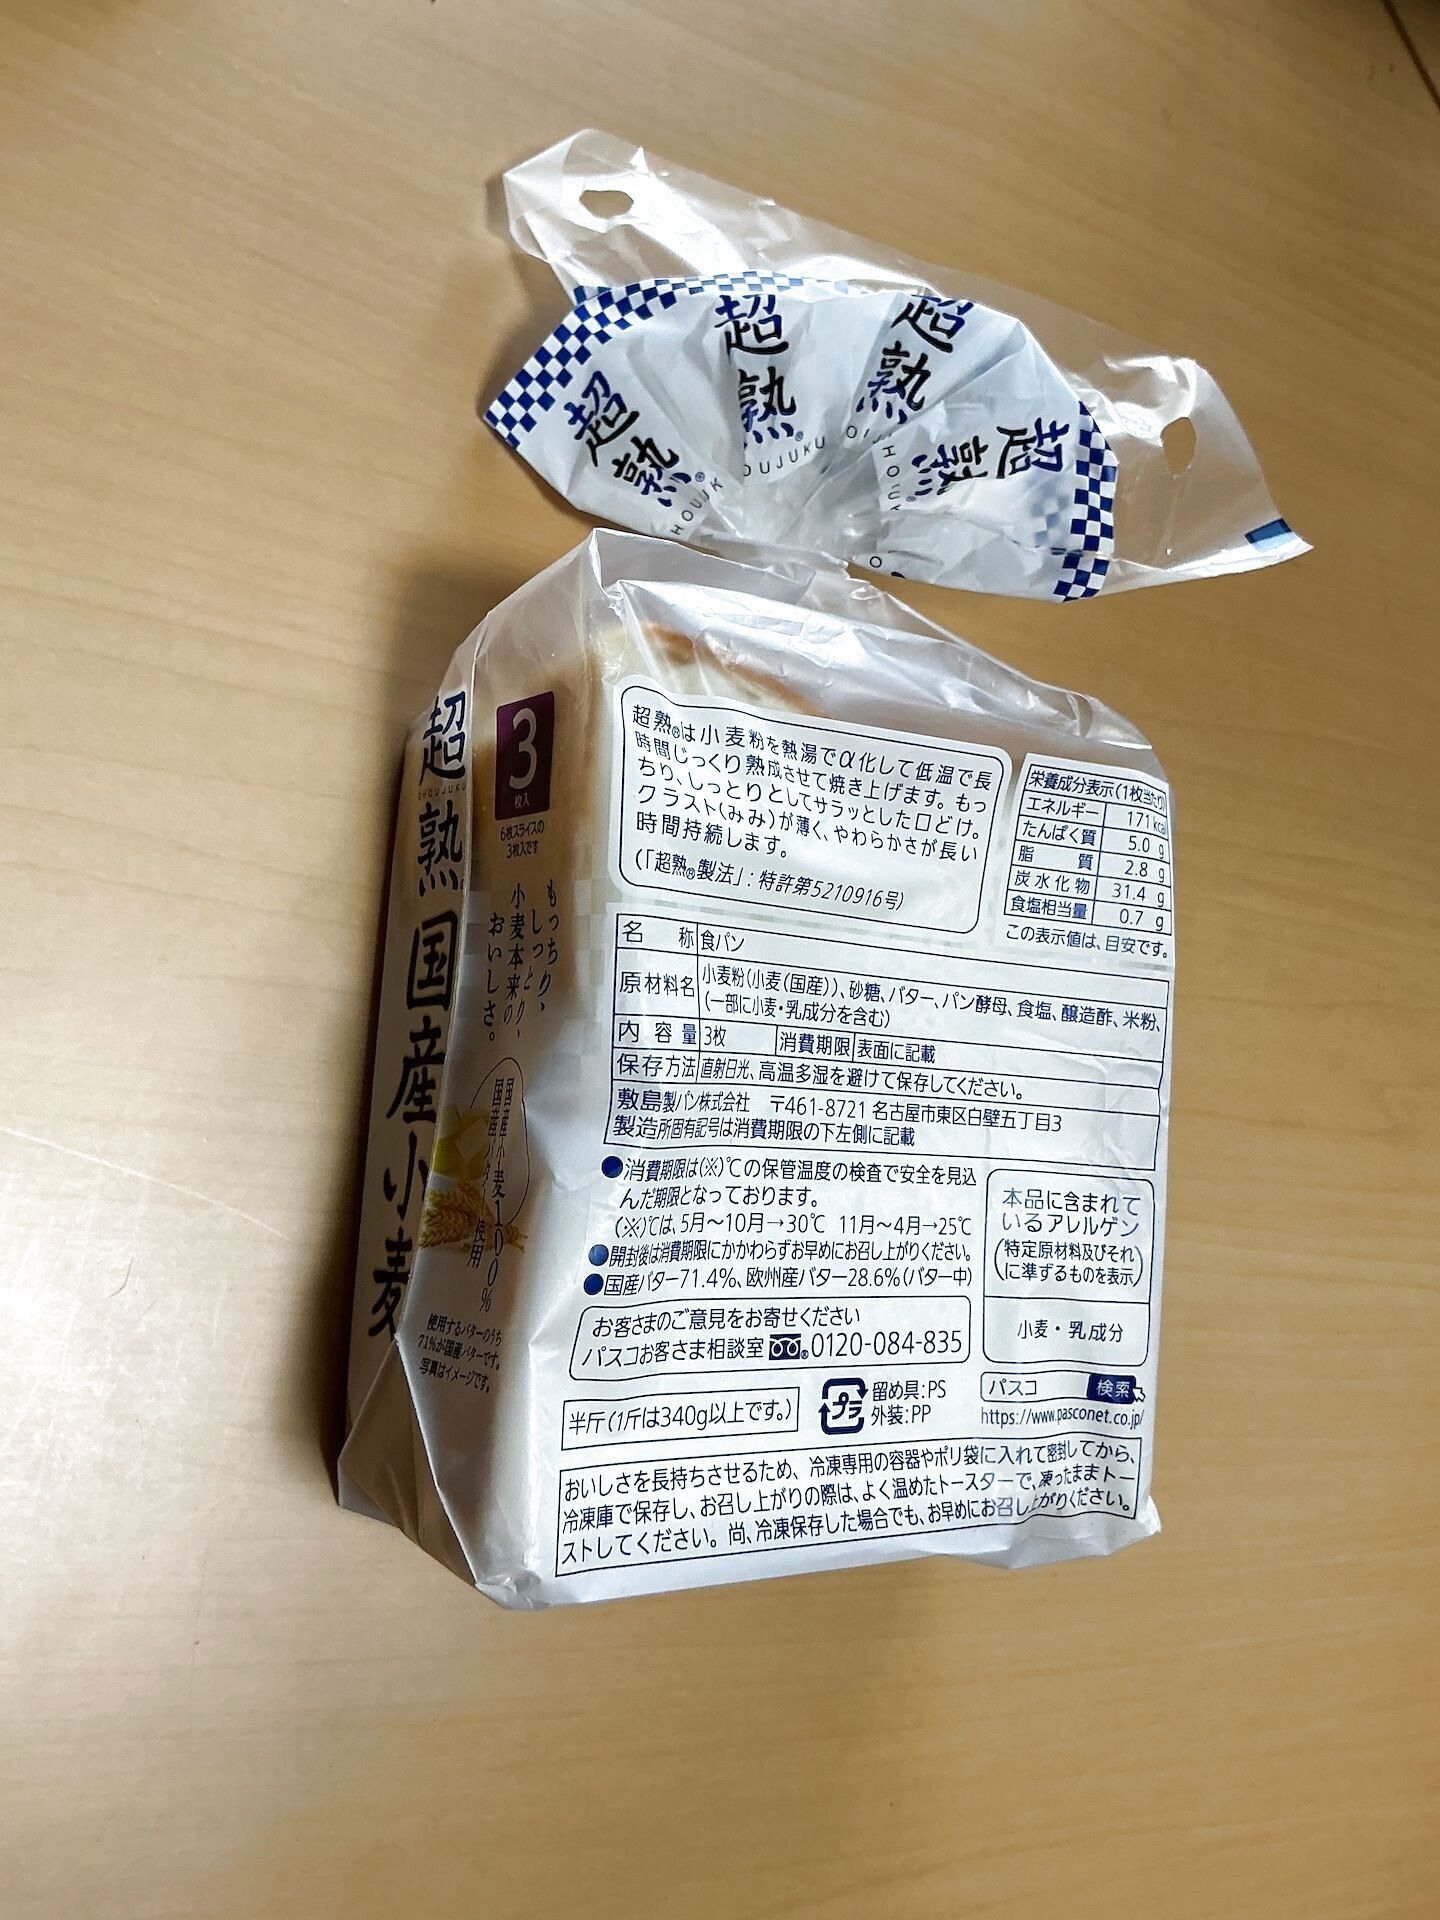 超熟®
超熟®
超熟
超熟
超熟®
CHOUJUKU
国産小麦
3
枚入
6枚スライスの
3枚入です
もっちり、
しっとり、
小麦本来の
おいしさ。
国産小麦100%
国産バター使用
使用するバターのうち
71%が国産バターです。
写真はイメージです。
超熟®は小麦粉を熱湯でα化して低温で長
時間じっくり熟成させて焼き上げます。もっ
ちり、しっとりとしてサラッとした口どけ。
クラスト(みみ)が薄く、やわらかさが長い
時間持続します。
(「超熟®製法」:特許第5210916号)
栄養成分表示(1枚当たり)
エネルギー 171kcal
たんぱく質 5.0 g
脂質 2.8 g
炭水化物 31.4 g
食塩相当量 0.7 g
この表示値は、目安です。
名称 食パン
原材料名 小麦粉(小麦(国産))、砂糖、バター、パン酵母、食塩、醸造酢、米粉、
(一部に小麦・乳成分を含む)
内容量 3枚 消費期限 表面に記載
保存方法 直射日光、高温多湿を避けて保存してください。
敷島製パン株式会社 〒461-8721 名古屋市東区白壁五丁目3
製造所固有記号は消費期限の下左側に記載
●消費期限は(※)℃の保管温度の検査で安全を見込
んだ期限となっております。
(※)℃は、5月～10月→30℃ 11月～4月→25℃
●開封後は消費期限にかかわらずお早めにお召し上がりください。
●国産バター71.4%、欧州産バター28.6%(バター中)
本品に含まれて
いるアレルゲン
(特定原材料及びそれ
に準ずるものを表示)
小麦・乳成分
お客さまのご意見をお寄せください
パスコお客さま相談室 0120-084-835
半斤(1斤は340g以上です。)
プラ
留め具:PS
外装:PP
パスコ 検索
https://www.pasconet.co.jp/
おいしさを長持ちさせるため、冷凍専用の容器やポリ袋に入れて密封してから、
冷凍庫で保存し、お召し上がりの際は、よく温めたトースターで、凍ったままトー
ストしてください。尚、冷凍保存した場合でも、お早めにお召し上がりください。